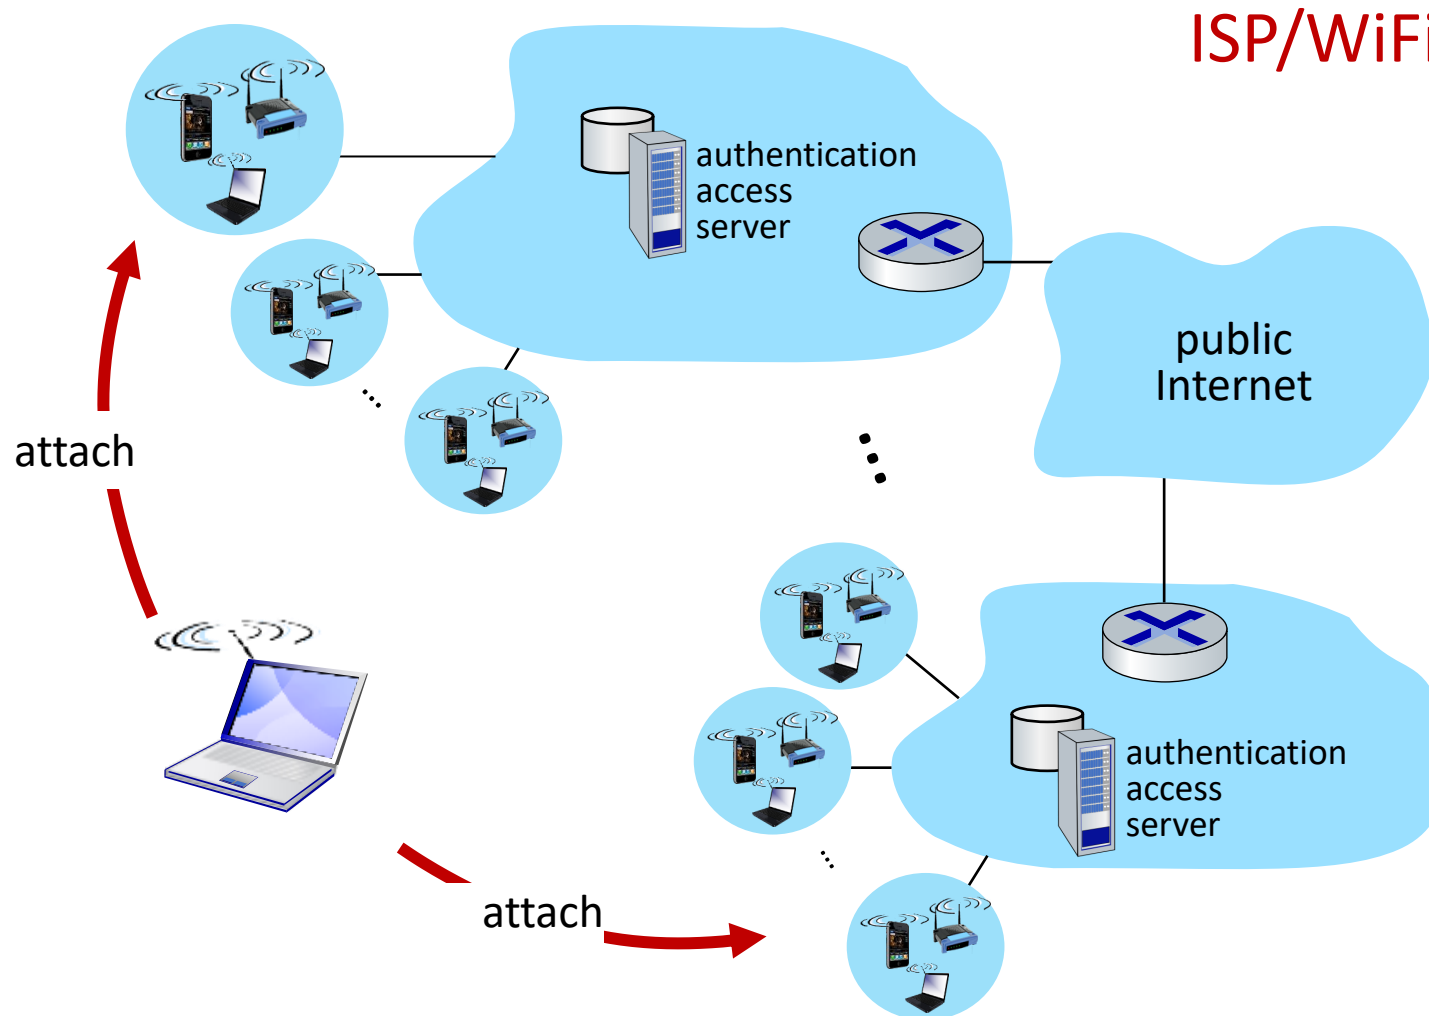 ISP/WiFi
authentication
access
server
public
Internet
attach
authentication
access
server
attach